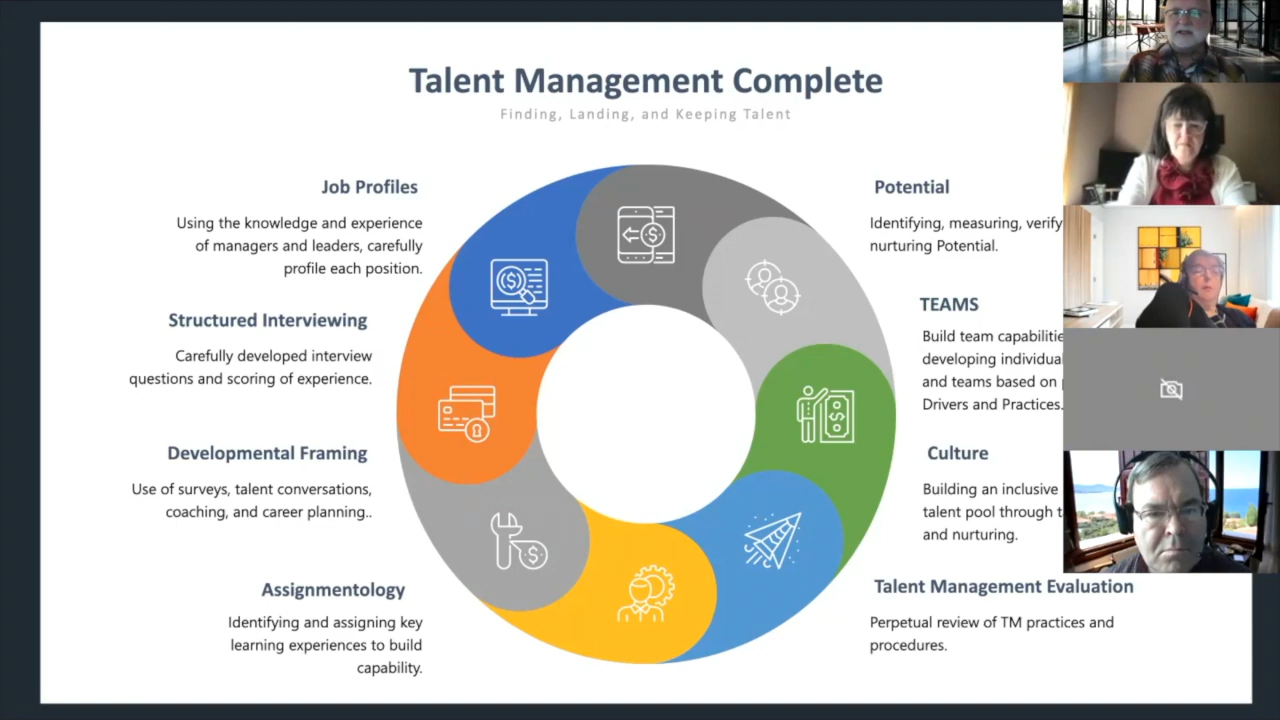 Talent Management Complete
Finding, Landing, and Keeping Talent
Job Profiles
Using the knowledge and experience
of managers and leaders, carefully
profile each position.
Structured Interviewing
Carefully developed interview
questions and scoring of experience.
Developmental Framing
Use of surveys, talent conversations,
coaching, and career planning..
Assignmentology
Identifying and assigning key
learning experiences to build
capability.
Potential
Identifying, measuring, verify
nurturing Potential.
TEAMS
Build team capabilitie
developing individua
and teams based on
Drivers and Practices.
Culture
Building an inclusive
talent pool through t
and nurturing.
Talent Management Evaluation
Perpetual review of TM practices and
procedures.